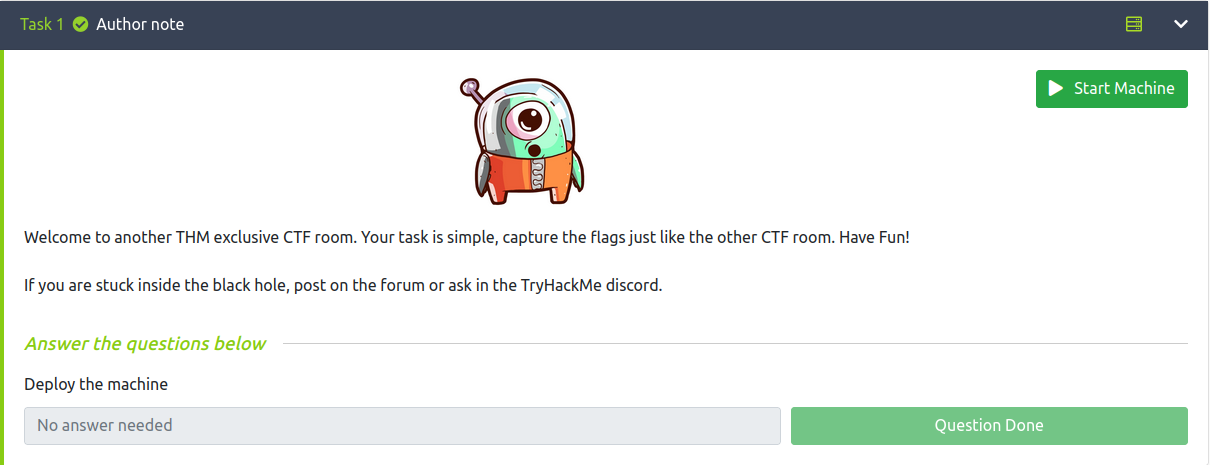 Task 1 Author note
Start Machine
Welcome to another THM exclusive CTF room. Your task is simple, capture the flags just like the other CTF room. Have Fun!
If you are stuck inside the black hole, post on the forum or ask in the TryHackMe discord.
Answer the questions below
Deploy the machine
No answer needed
Question Done